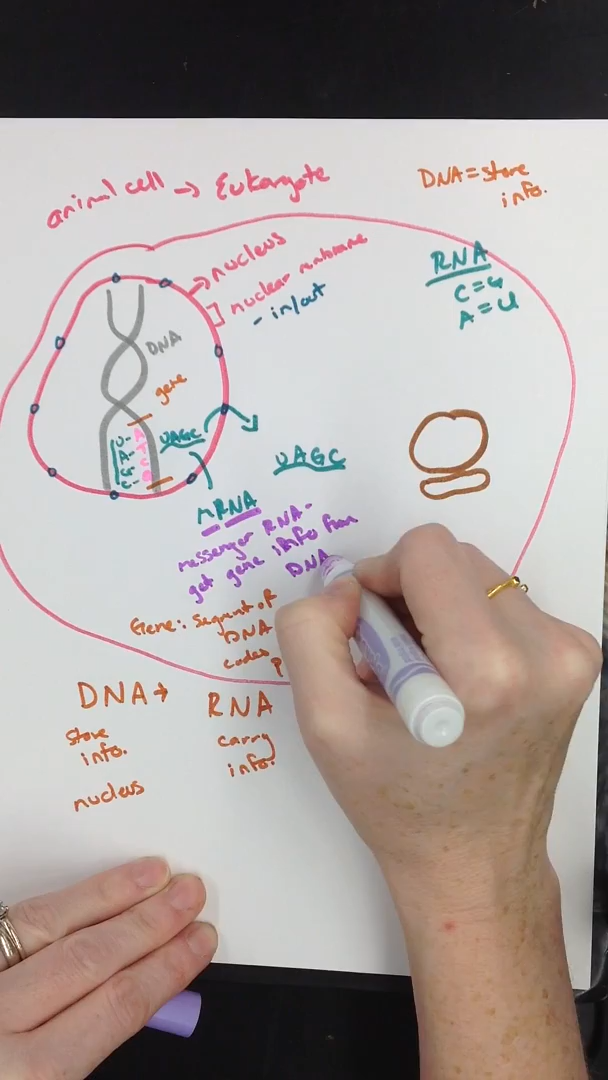 animal cell → Eukaryote
DNA = store
info.
→ nucleus
] nuclear membrane
- in/out
RNA
C = G
A = U
DNA
gene
U-A
A-T
G-C
C-G
UAGC
UAGC
mRNA
messenger RNA-
get gene info from
DNA
Gene: segment of
DNA
codes
P
DNA →
RNA
store
info.
carry
info.
nucleus